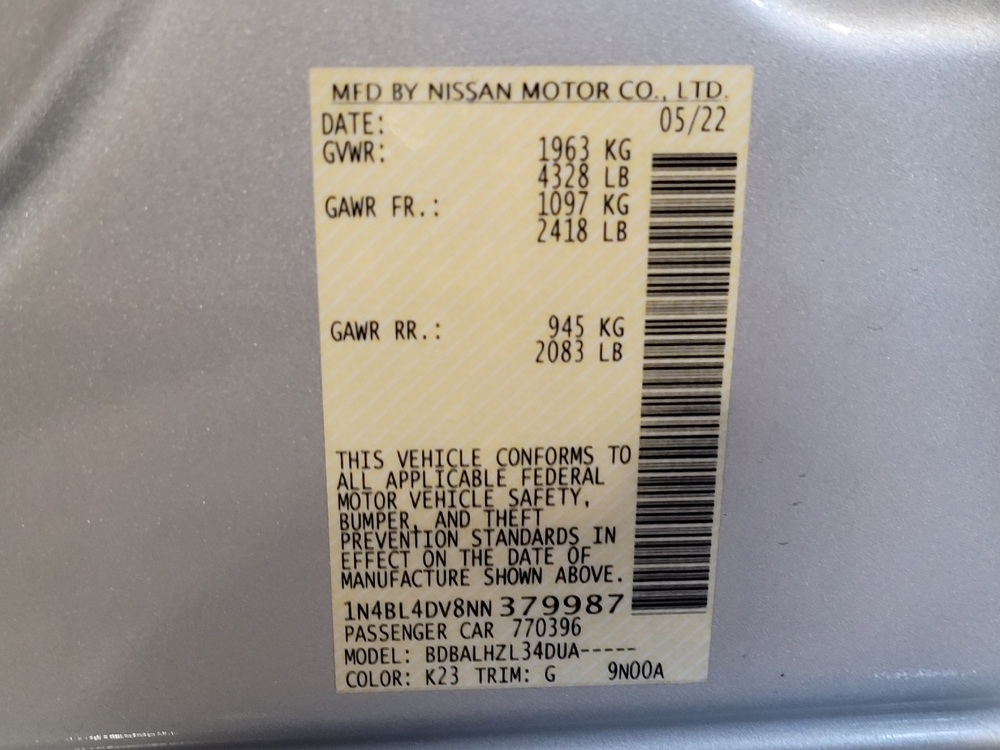 MFD BY NISSAN MOTOR CO., LTD.
DATE: 05/22
GVWR: 1963 KG
4328 LB
GAWR FR.: 1097 KG
2418 LB
GAWR RR.: 945 KG
2083 LB
THIS VEHICLE CONFORMS TO
ALL APPLICABLE FEDERAL
MOTOR VEHICLE SAFETY,
BUMPER, AND THEFT
PREVENTION STANDARDS IN
EFFECT ON THE DATE OF
MANUFACTURE SHOWN ABOVE.
1N4BL4DV8NN379987
PASSENGER CAR 770396
MODEL: BDBALHZL34DUA-----
COLOR: K23 TRIM: G 9N00A